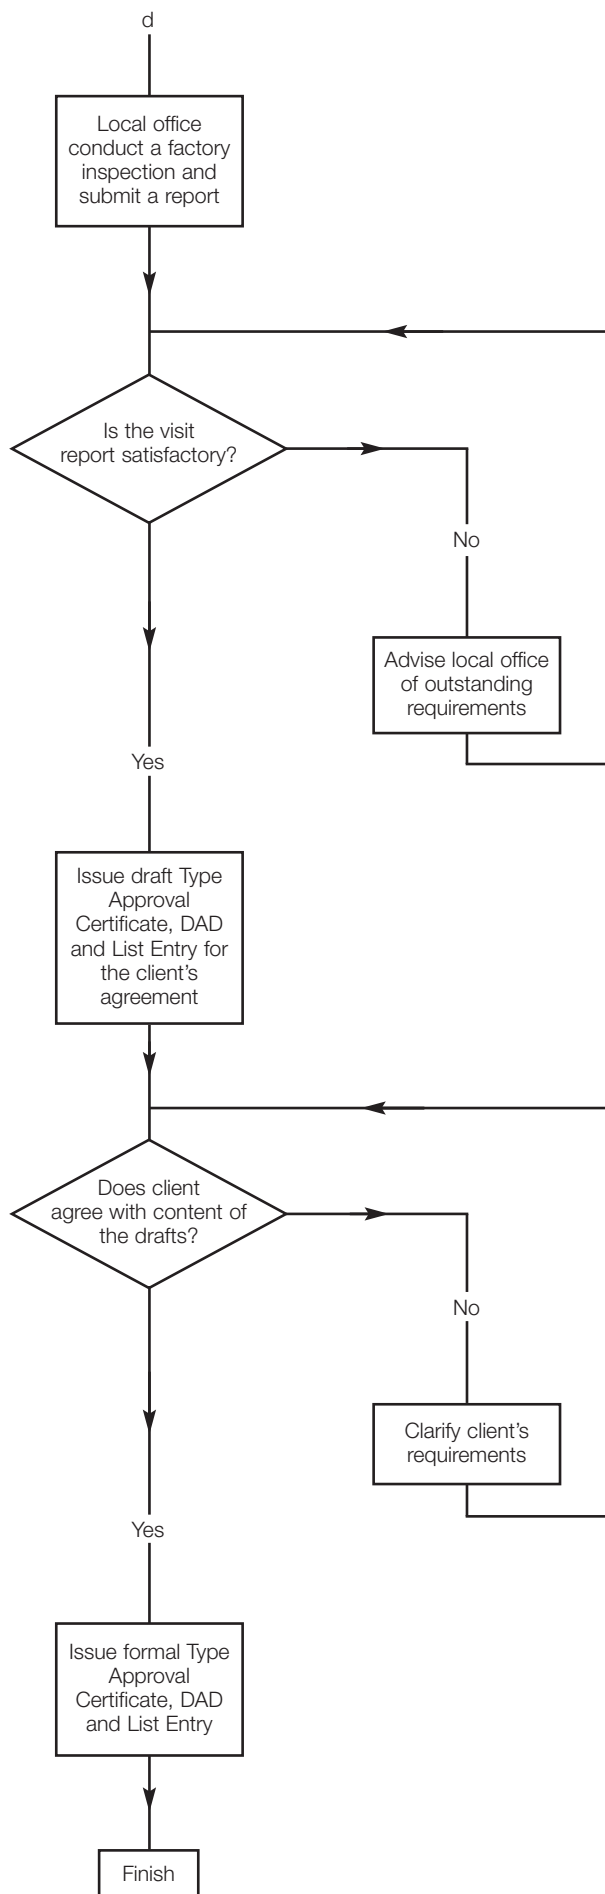 d
Local office
conduct a factory
inspection and
submit a report
Is the visit
report satisfactory?
No
Advise local office
of outstanding
requirements
Yes
Issue draft Type
Approval
Certificate, DAD
and List Entry for
the client's
agreement
Does client
agree with content of
the drafts?
No
Clarify client's
requirements
Yes
Issue formal Type
Approval
Certificate, DAD
and List Entry
Finish